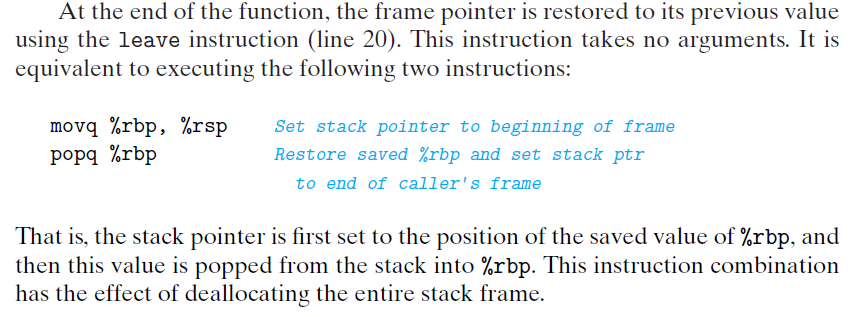 At the end of the function, the frame pointer is restored to its previous value
using the leave instruction (line 20). This instruction takes no arguments. It is
equivalent to executing the following two instructions:
movq %rbp, %rsp Set stack pointer to beginning of frame
popq %rbp Restore saved %rbp and set stack ptr
to end of caller's frame
That is, the stack pointer is first set to the position of the saved value of %rbp, and
then this value is popped from the stack into %rbp. This instruction combination
has the effect of deallocating the entire stack frame.